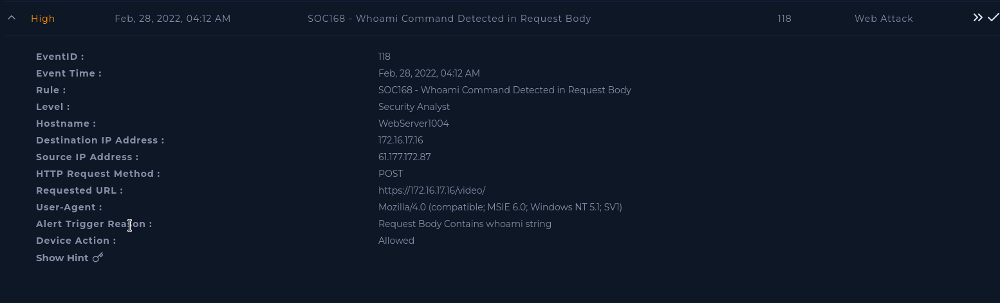 High Feb, 28, 2022, 04:12 AM SOC168 - Whoami Command Detected in Request Body 118 Web Attack
EventID : 118
Event Time : Feb, 28, 2022, 04:12 AM
Rule : SOC168 - Whoami Command Detected in Request Body
Level : Security Analyst
Hostname : WebServer1004
Destination IP Address : 172.16.17.16
Source IP Address : 61.177.172.87
HTTP Request Method : POST
Requested URL : https://172.16.17.16/video/
User-Agent : Mozilla/4.0 (compatible; MSIE 6.0; Windows NT 5.1; SV1)
Alert Trigger Reason : Request Body Contains whoami string
Device Action : Allowed
Show Hint